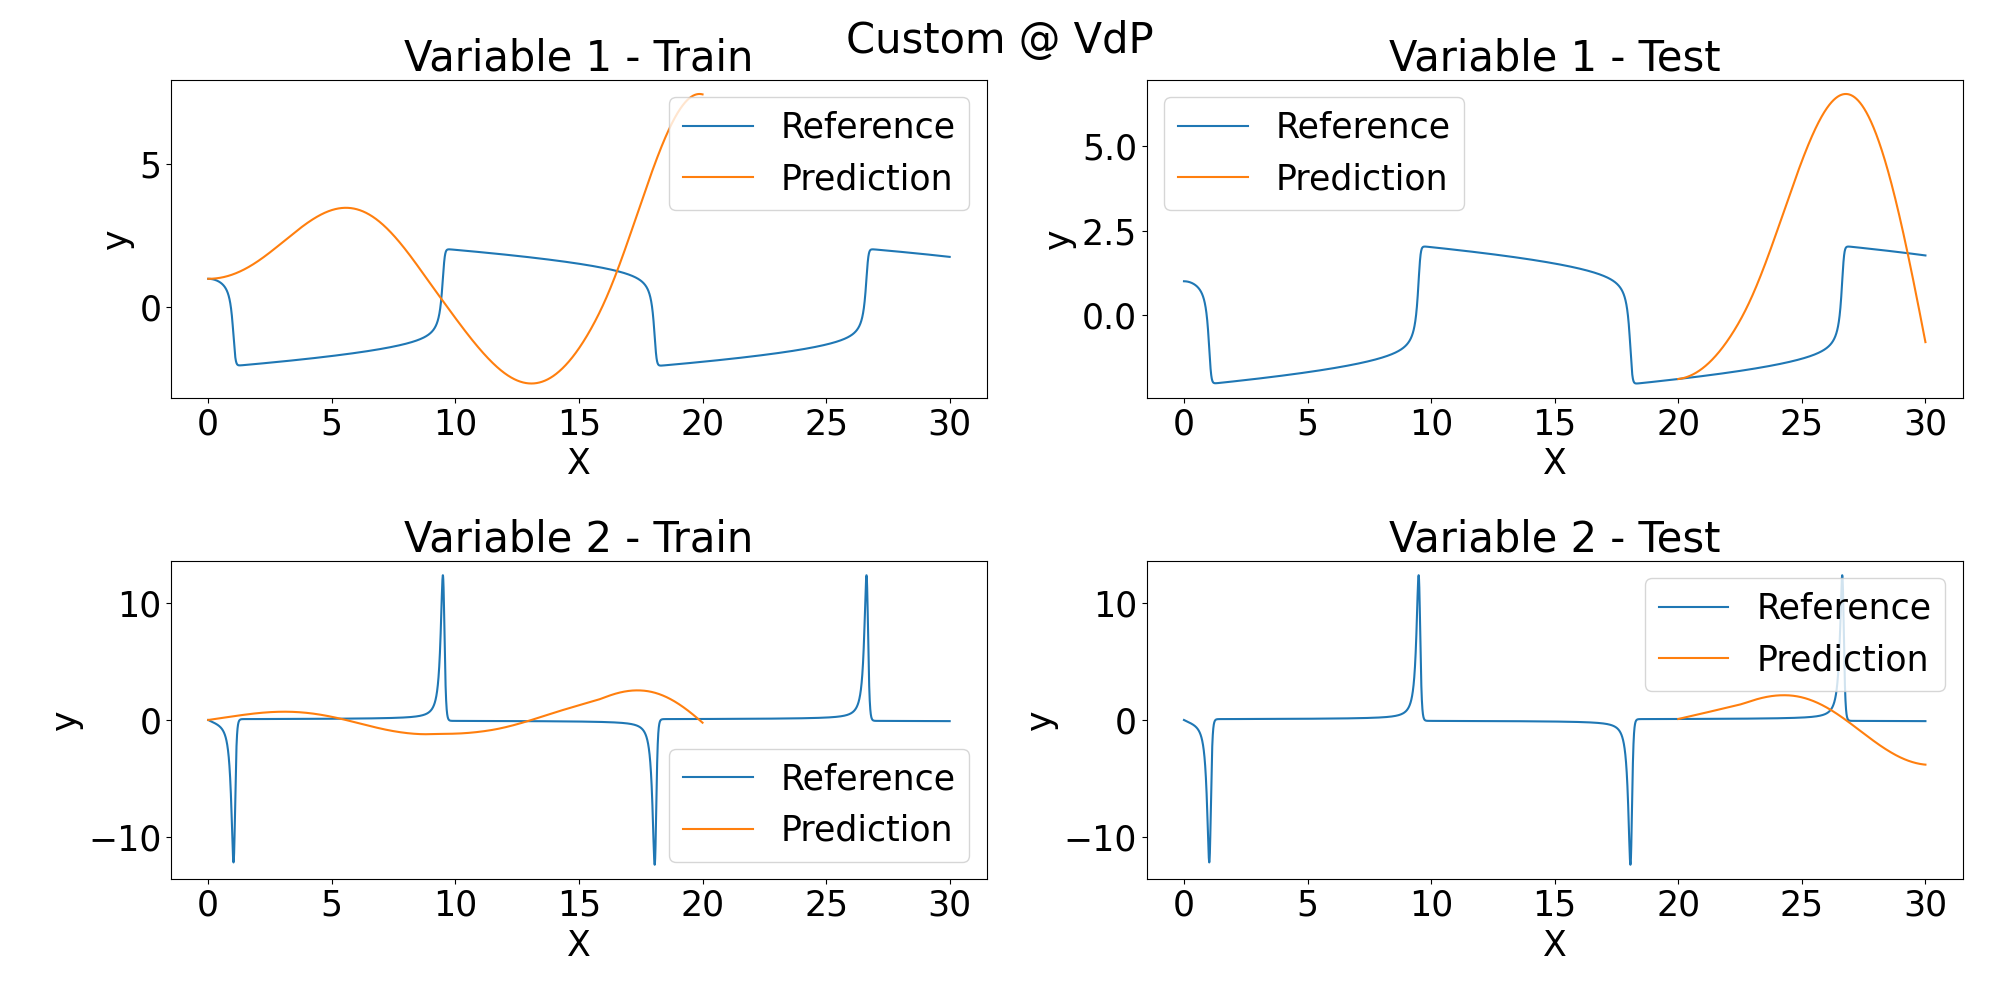 Custom @ VdP
Variable 1 - Train
y
5
0
Reference
Prediction
0 5 10 15 20 25 30
X
Variable 1 - Test
y
5.0
2.5
0.0
Reference
Prediction
0 5 10 15 20 25 30
X
Variable 2 - Train
y
10
0
−10
Reference
Prediction
0 5 10 15 20 25 30
X
Variable 2 - Test
y
10
0
−10
Reference
Prediction
0 5 10 15 20 25 30
X